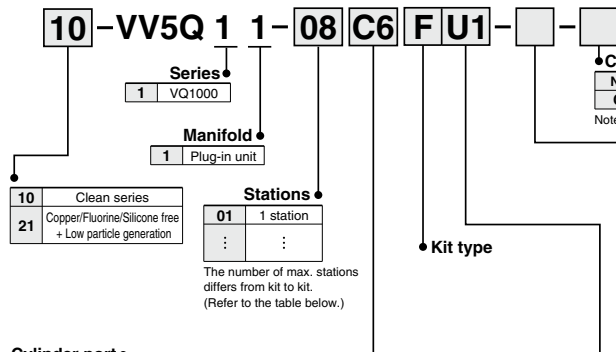 10 – VV5Q 1 1 – 08 C6 F U1 – –
Series
1 VQ1000
Manifold
1 Plug-in unit
10 Clean series
21 Copper/Fluorine/Silicone free
+ Low particle generation
Stations
01 1 station
⋮ ⋮
The number of max. stations
differs from kit to kit.
(Refer to the table below.)
Kit type
C
N
Note